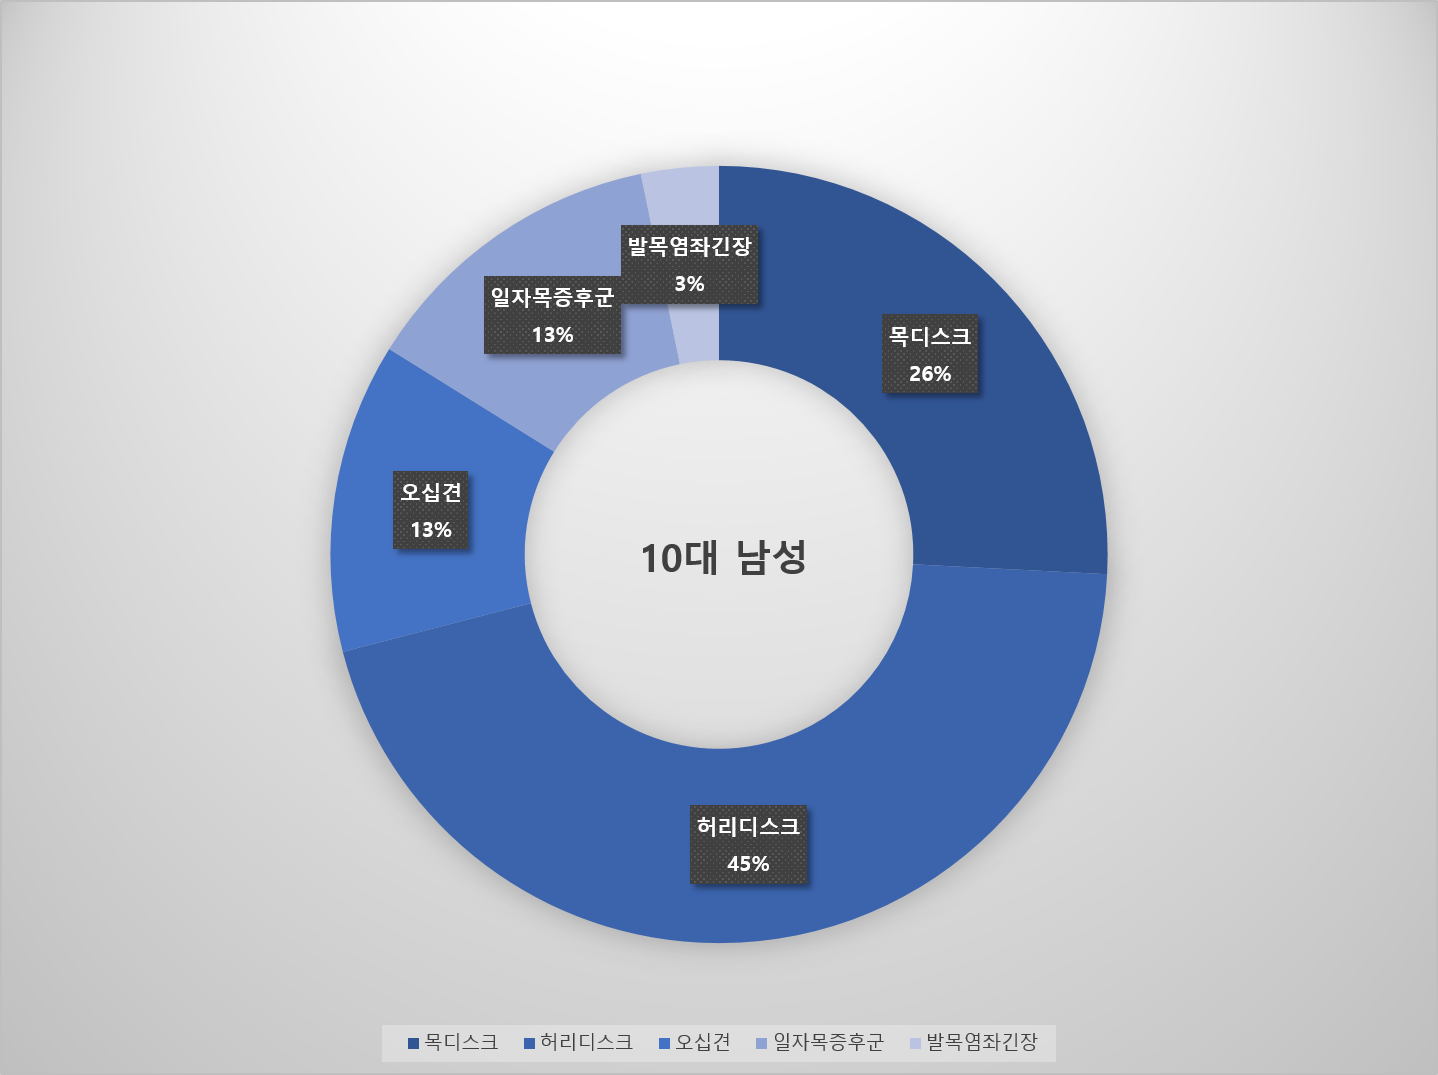 발목염좌긴장
3%
일자목증후군
13%
목디스크
26%
오십견
13%
10대 남성
허리디스크
45%
목디스크 허리디스크 오십견 일자목증후군 발목염좌긴장